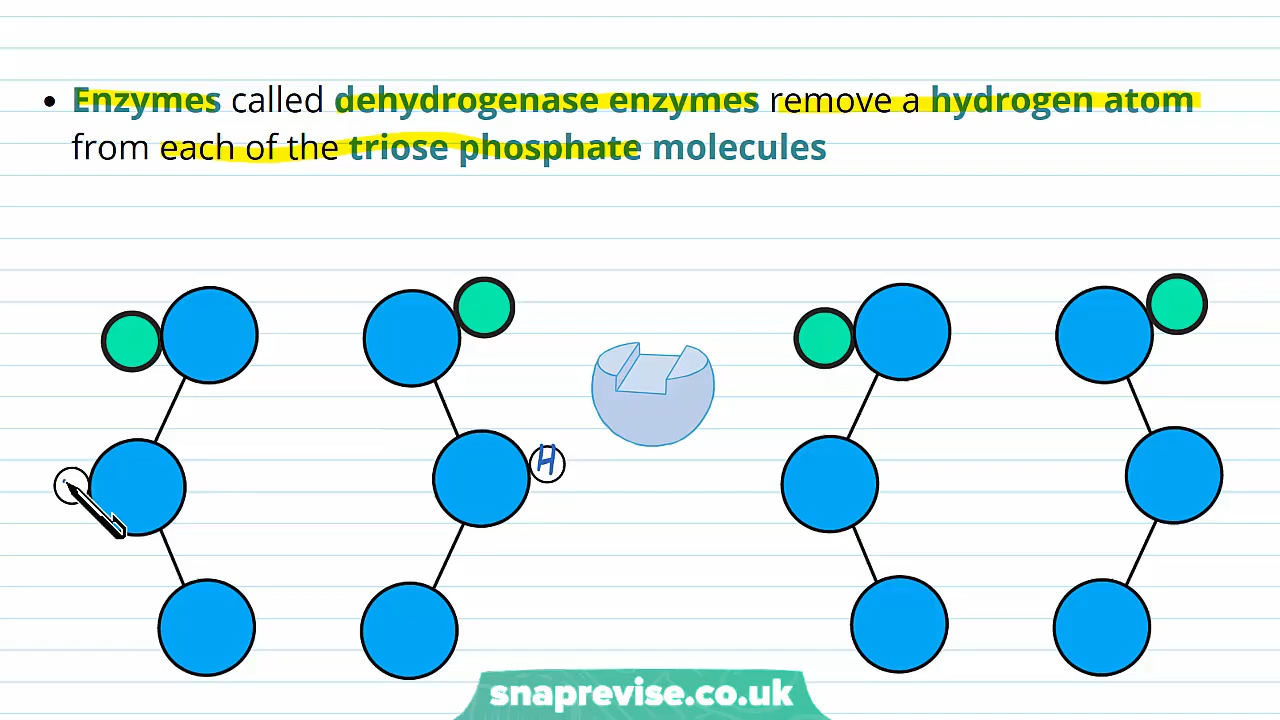 Enzymes called dehydrogenase enzymes remove a hydrogen atom
from each of the triose phosphate molecules
H
snaprevise.co.uk